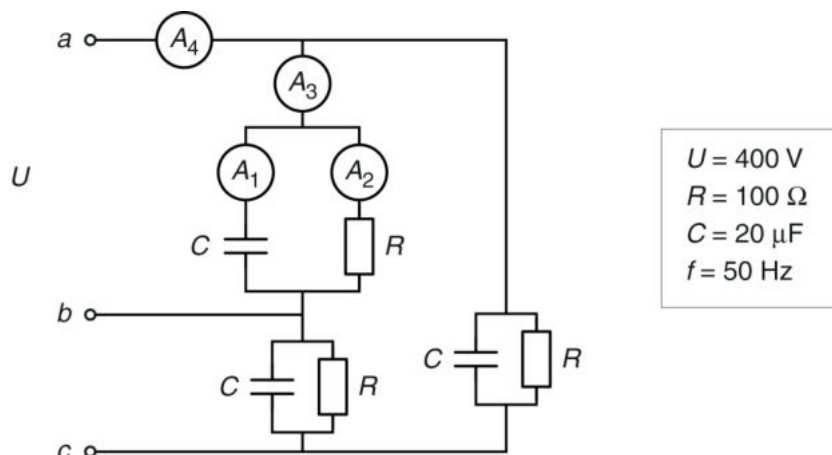 a A₄
A₃
U
A₁ A₂
C R
b
C R
C R
c
U = 400 V
R = 100 Ω
C = 20 μF
f = 50 Hz